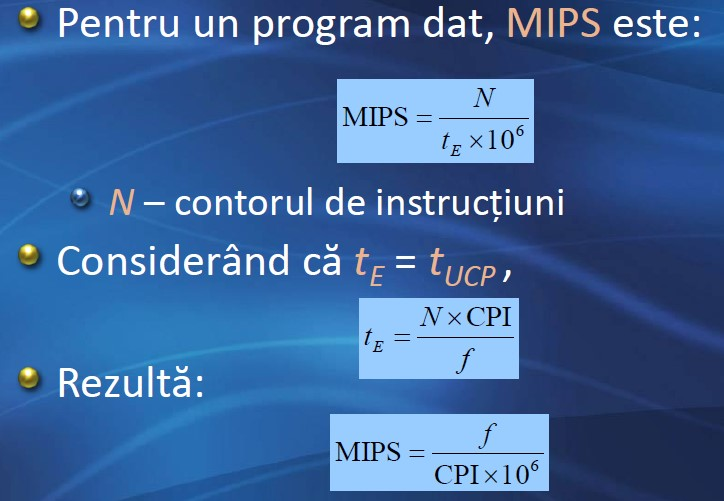 Pentru un program dat, MIPS este:
MIPS = N / (t_E × 10^6)
N – contorul de instrucțiuni
Considerând că t_E = t_UCP ,
t_E = (N × CPI) / f
Rezultă:
MIPS = f / (CPI × 10^6)